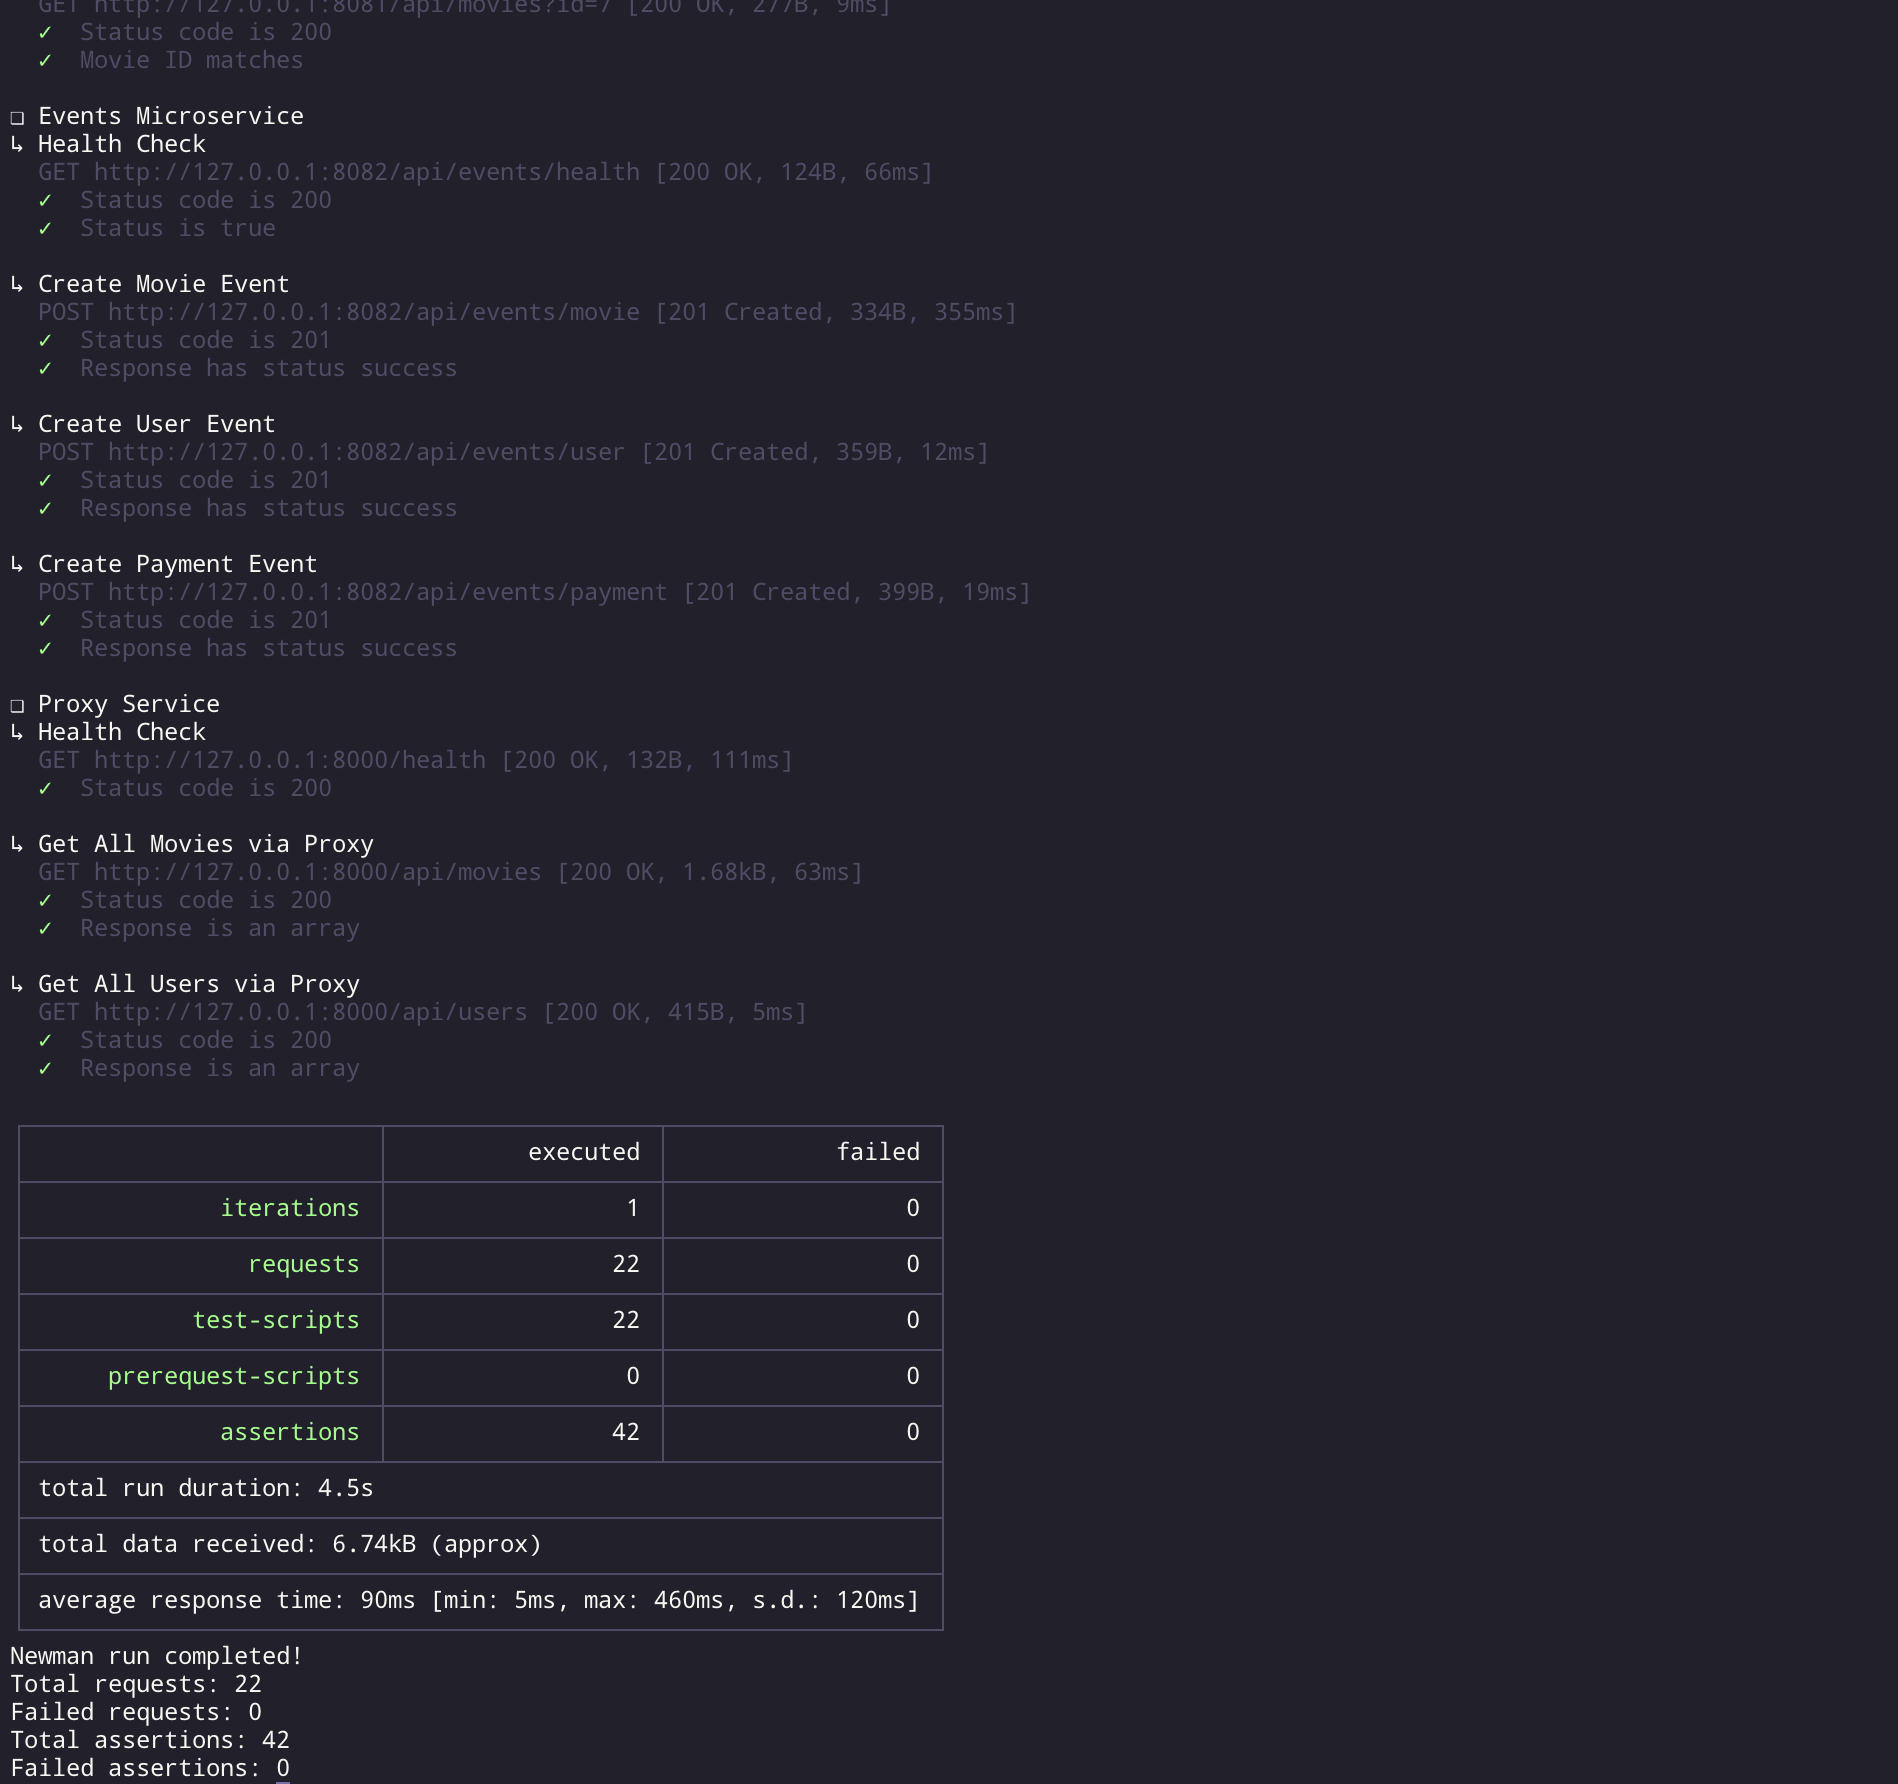 GET http://127.0.0.1:8081/api/movies?id=7 [200 OK, 277B, 9ms]
✓ Status code is 200
✓ Movie ID matches
❏ Events Microservice
↳ Health Check
GET http://127.0.0.1:8082/api/events/health [200 OK, 124B, 66ms]
✓ Status code is 200
✓ Status is true
↳ Create Movie Event
POST http://127.0.0.1:8082/api/events/movie [201 Created, 334B, 355ms]
✓ Status code is 201
✓ Response has status success
↳ Create User Event
POST http://127.0.0.1:8082/api/events/user [201 Created, 359B, 12ms]
✓ Status code is 201
✓ Response has status success
↳ Create Payment Event
POST http://127.0.0.1:8082/api/events/payment [201 Created, 399B, 19ms]
✓ Status code is 201
✓ Response has status success
❏ Proxy Service
↳ Health Check
GET http://127.0.0.1:8000/health [200 OK, 132B, 111ms]
✓ Status code is 200
↳ Get All Movies via Proxy
GET http://127.0.0.1:8000/api/movies [200 OK, 1.68kB, 63ms]
✓ Status code is 200
✓ Response is an array
↳ Get All Users via Proxy
GET http://127.0.0.1:8000/api/users [200 OK, 415B, 5ms]
✓ Status code is 200
✓ Response is an array
executed failed
iterations 1 0
requests 22 0
test-scripts 22 0
prerequest-scripts 0 0
assertions 42 0
total run duration: 4.5s
total data received: 6.74kB (approx)
average response time: 90ms [min: 5ms, max: 460ms, s.d.: 120ms]
Newman run completed!
Total requests: 22
Failed requests: 0
Total assertions: 42
Failed assertions: 0